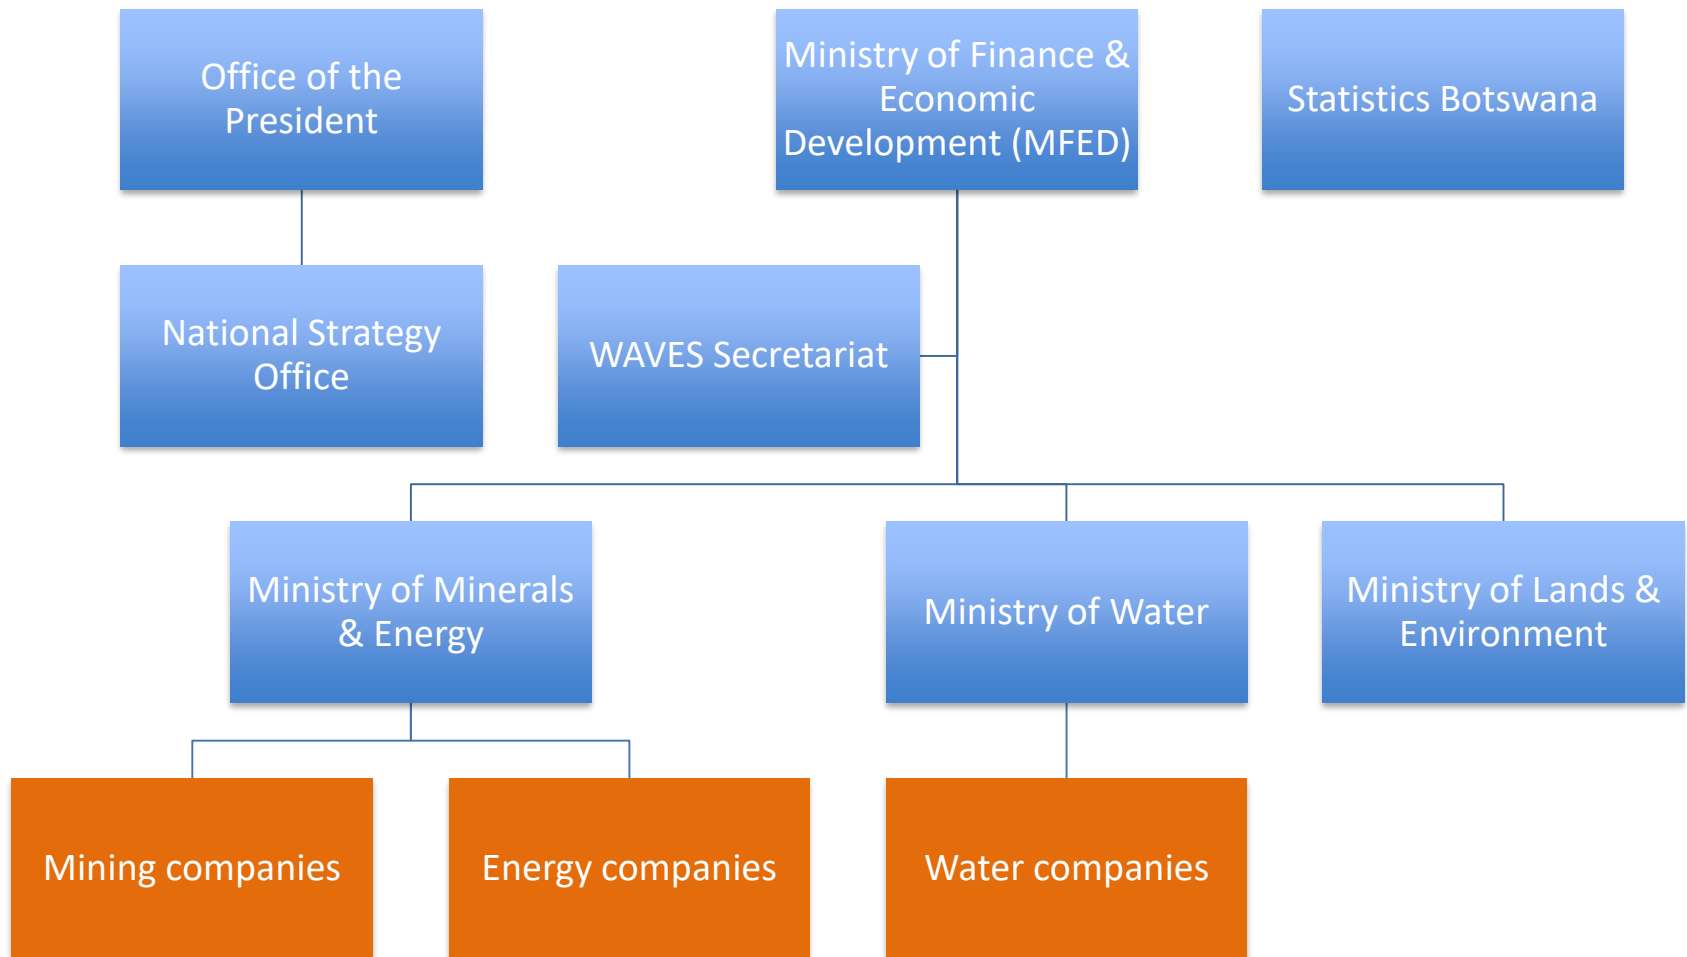 Office of the
President
Ministry of Finance &
Economic
Development (MFED)
Statistics Botswana
National Strategy
Office
WAVES Secretariat
Ministry of Minerals
& Energy
Ministry of Water
Ministry of Lands &
Environment
Mining companies
Energy companies
Water companies